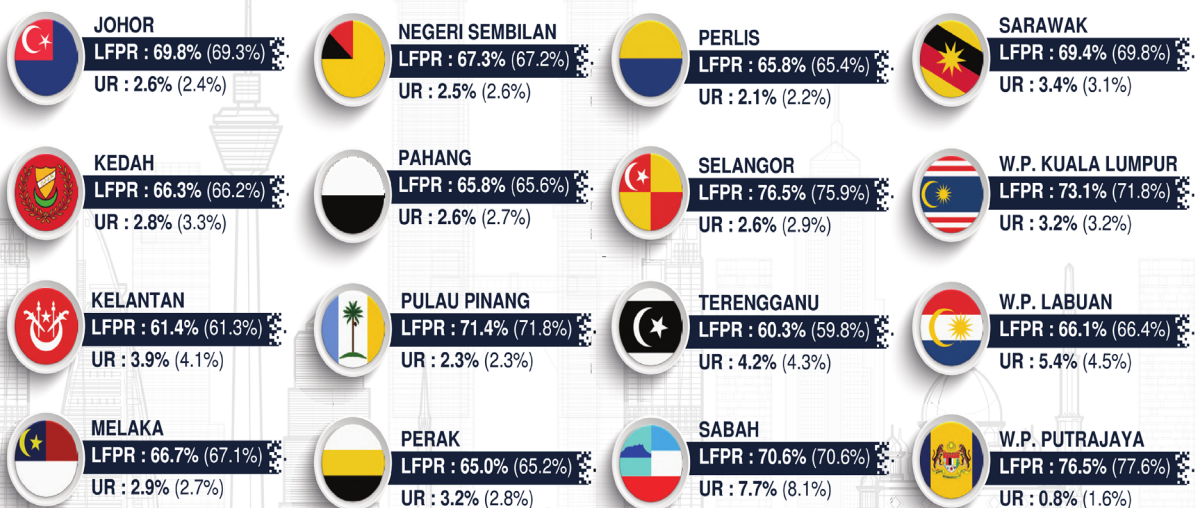 JOHOR
LFPR : 69.8% (69.3%)
UR : 2.6% (2.4%)
KEDAH
LFPR : 66.3% (66.2%)
UR : 2.8% (3.3%)
KELANTAN
LFPR : 61.4% (61.3%)
UR : 3.9% (4.1%)
MELAKA
LFPR : 66.7% (67.1%)
UR : 2.9% (2.7%)
NEGERI SEMBILAN
LFPR : 67.3% (67.2%)
UR : 2.5% (2.6%)
PAHANG
LFPR : 65.8% (65.6%)
UR : 2.6% (2.7%)
PULAU PINANG
LFPR : 71.4% (71.8%)
UR : 2.3% (2.3%)
PERAK
LFPR : 65.0% (65.2%)
UR : 3.2% (2.8%)
PERLIS
LFPR : 65.8% (65.4%)
UR : 2.1% (2.2%)
SELANGOR
LFPR : 76.5% (75.9%)
UR : 2.6% (2.9%)
TERENGGANU
LFPR : 60.3% (59.8%)
UR : 4.2% (4.3%)
SABAH
LFPR : 70.6% (70.6%)
UR : 7.7% (8.1%)
SARAWAK
LFPR : 69.4% (69.8%)
UR : 3.4% (3.1%)
W.P. KUALA LUMPUR
LFPR : 73.1% (71.8%)
UR : 3.2% (3.2%)
W.P. LABUAN
LFPR : 66.1% (66.4%)
UR : 5.4% (4.5%)
W.P. PUTRAJAYA
LFPR : 76.5% (77.6%)
UR : 0.8% (1.6%)